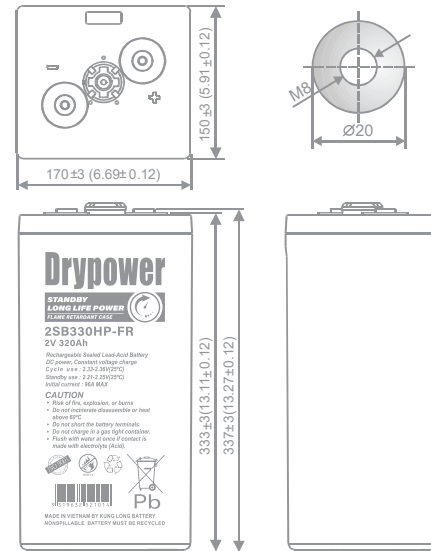 150±3 (5.91±0.12)
170±3 (6.69±0.12)
M8
Ø20
Drypower
STANDBY
LONG LIFE POWER
FLAME RETARDANT CASE
2SB330HP-FR
2V 320Ah
Rechargeable Sealed Lead-Acid Battery
DC power, Constant voltage charge
Cycle use : 2.33-2.36V(25°C)
Standby use : 2.21-2.25V(25°C)
Initial current : 96A MAX
CAUTION
• Risk of fire, explosion, or burns
• Do not incinerate disassemble or heat
above 60°C
• Do not short the battery terminals.
• Do not charge in a gas tight container.
• Flush with water at once if contact is
made with electrolyte (Acid).
Pb
9 319632 521014
MADE IN VIETNAM BY KUNG LONG BATTERY
NONSPILLABLE BATTERY MUST BE RECYCLED
333±3(13.11±0.12)
337±3(13.27±0.12)